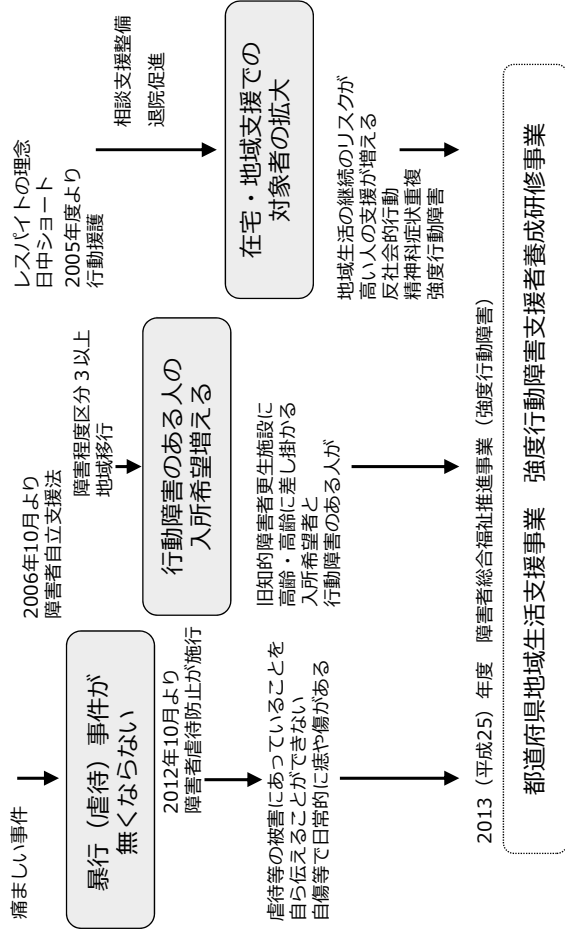 痛ましい事件
暴行（虐待）事件が
無くならない
2012年10月より
障害者虐待防止が施行
虐待等の被害にあっていることを
自ら伝えることができない
自傷等で日常的に痣や傷がある
2006年10月より
障害者自立支援法
障害程度区分３以上
地域移行
行動障害のある人の
入所希望増える
旧知的障害者更生施設に
高齢・高齢に差し掛かる
入所希望者と
行動障害のある人が
レスパイトの理念
日中ショート
2005年度より
行動援護
相談支援整備
退院促進
在宅・地域支援での
対象者の拡大
地域生活の継続のリスクが
高い人の支援が増える
反社会的行動
精神科症状重複
強度行動障害
2013（平成25）年度　障害者総合福祉推進事業（強度行動障害）
都道府県地域生活支援事業　強度行動障害支援者養成研修事業